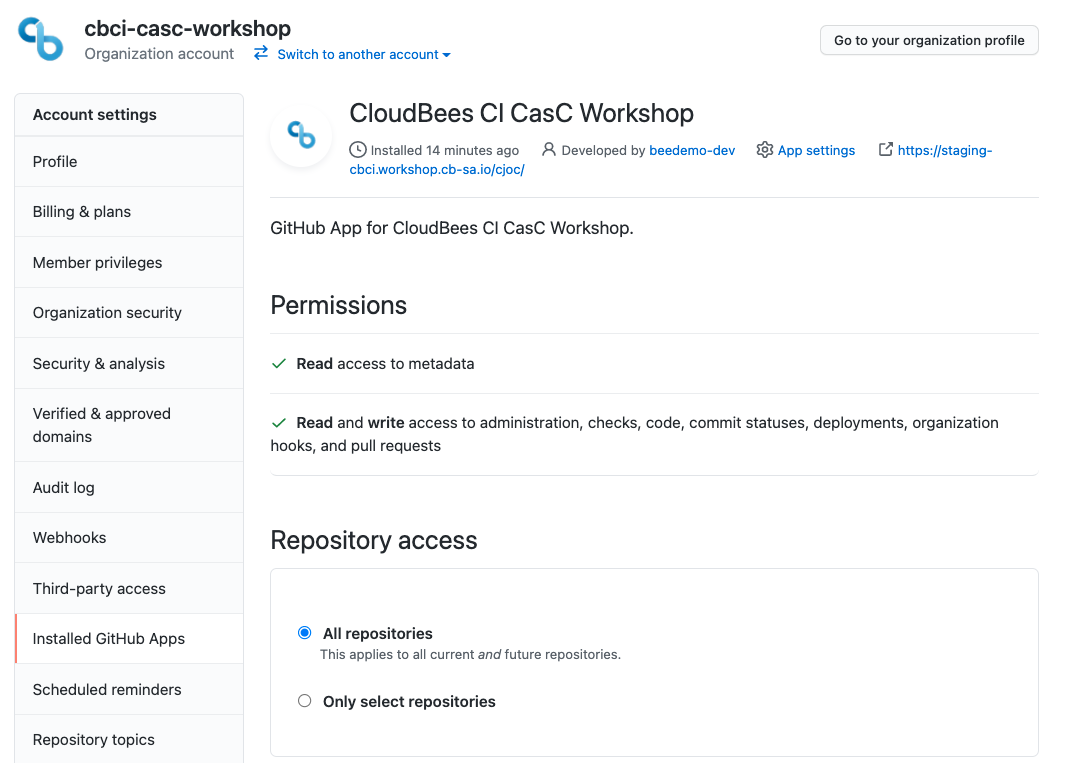 cbci-casc-workshop
Organization account
Switch to another account
Go to your organization profile
Account settings
Profile
Billing & plans
Member privileges
Organization security
Security & analysis
Verified & approved
domains
Audit log
Webhooks
Third-party access
Installed GitHub Apps
Scheduled reminders
Repository topics
CloudBees CI CasC Workshop
Installed 14 minutes ago
Developed by beedemo-dev
App settings
https://staging-
cbci.workshop.cb-sa.io/cjoc/
GitHub App for CloudBees CI CasC Workshop.
Permissions
Read access to metadata
Read and write access to administration, checks, code, commit statuses, deployments, organization
hooks, and pull requests
Repository access
All repositories
This applies to all current and future repositories.
Only select repositories